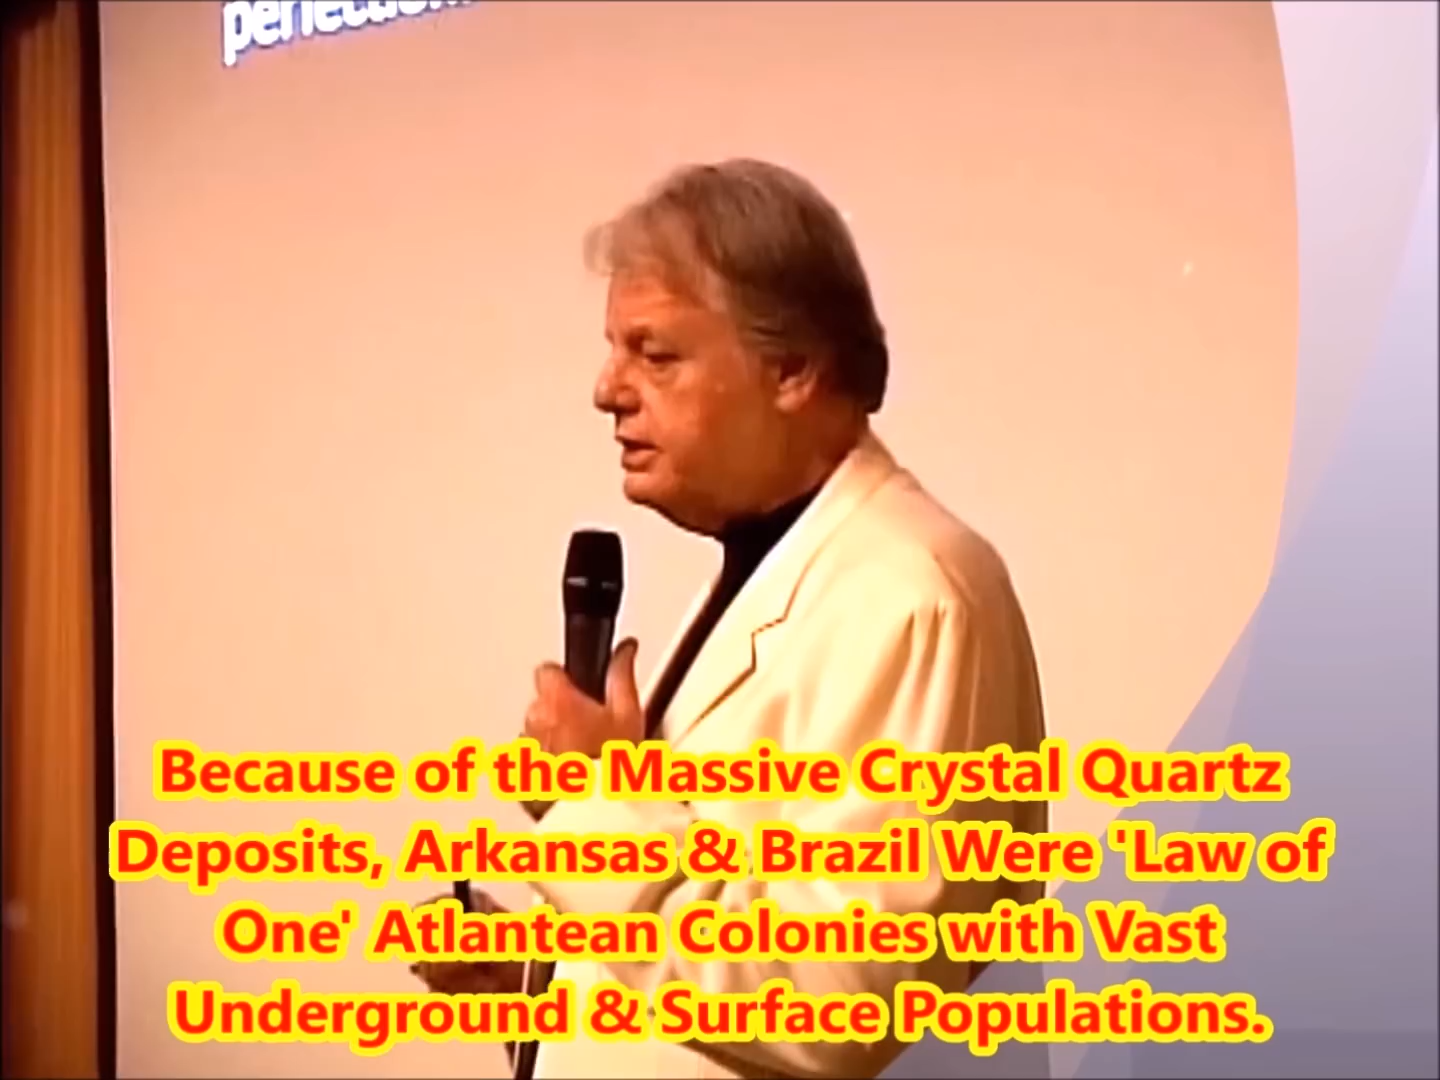 Because of the Massive Crystal Quartz
Deposits, Arkansas & Brazil Were 'Law of
One' Atlantean Colonies with Vast
Underground & Surface Populations.